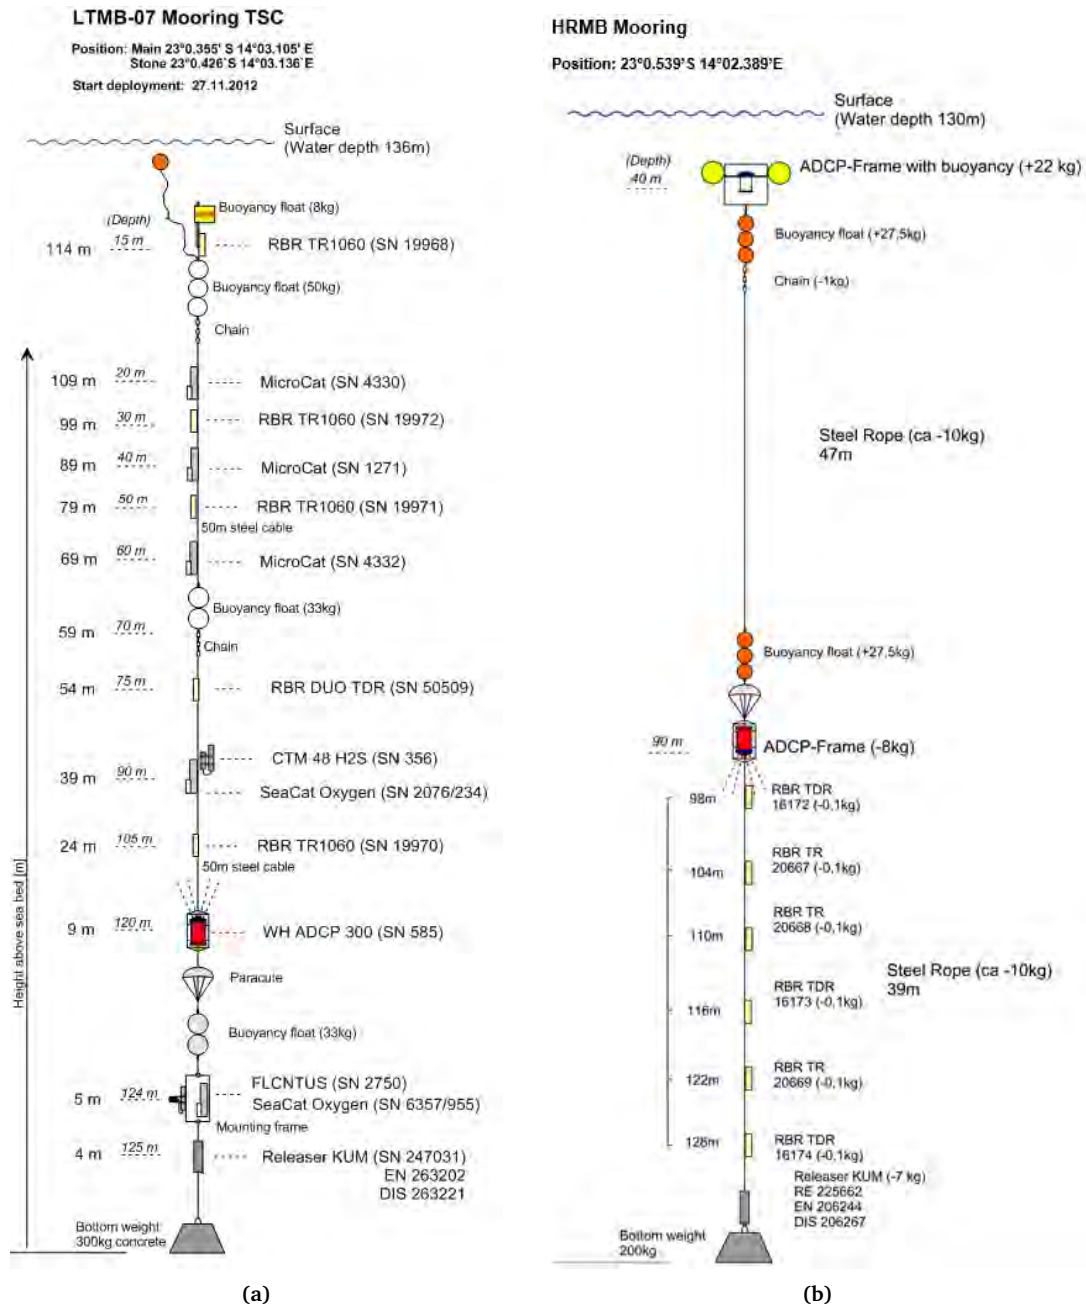 LTMB-07 Mooring TSC
Position: Main 23°0.355' S 14°03.105' E
Stone 23°0.426`S 14°03.136`E
Start deployment: 27.11.2012
Surface
(Water depth 136m)
Buoyancy float (8kg)
(Depth)
114 m 15 m RBR TR1060 (SN 19968)
Buoyancy float (50kg)
Chain
109 m 20 m MicroCat (SN 4330)
99 m 30 m RBR TR1060 (SN 19972)
89 m 40 m MicroCat (SN 1271)
79 m 50 m RBR TR1060 (SN 19971)
50m steel cable
69 m 60 m MicroCat (SN 4332)
Buoyancy float (33kg)
59 m 70 m
Chain
54 m 75 m RBR DUO TDR (SN 50509)
CTM 48 H2S (SN 356)
39 m 90 m
SeaCat Oxygen (SN 2076/234)
24 m 105 m RBR TR1060 (SN 19970)
50m steel cable
9 m 120 m WH ADCP 300 (SN 585)
Paracute
Buoyancy float (33kg)
FLCNTUS (SN 2750)
5 m 124 m SeaCat Oxygen (SN 6357/955)
Mounting frame
4 m 125 m Releaser KUM (SN 247031)
EN 263202
DIS 263221
Bottom weight
300kg concrete
Height above sea bed [m]
(a)
HRMB Mooring
Position: 23°0.539'S 14°02.389'E
Surface
(Water depth 130m)
(Depth)
40 m
ADCP-Frame with buoyancy (+22 kg)
Buoyancy float (+27,5kg)
Chain (-1kg)
Steel Rope (ca -10kg)
47m
Buoyancy float (+27,5kg)
90 m ADCP-Frame (-8kg)
98m RBR TDR
16172 (-0,1kg)
104m RBR TR
20667 (-0,1kg)
110m RBR TR
20668 (-0,1kg)
Steel Rope (ca -10kg)
39m
116m RBR TDR
16173 (-0,1kg)
122m RBR TR
20669 (-0,1kg)
128m RBR TDR
16174 (-0,1kg)
Releaser KUM (-7 kg)
RE 225662
EN 206244
DIS 206267
Bottom weight
200kg
(b)